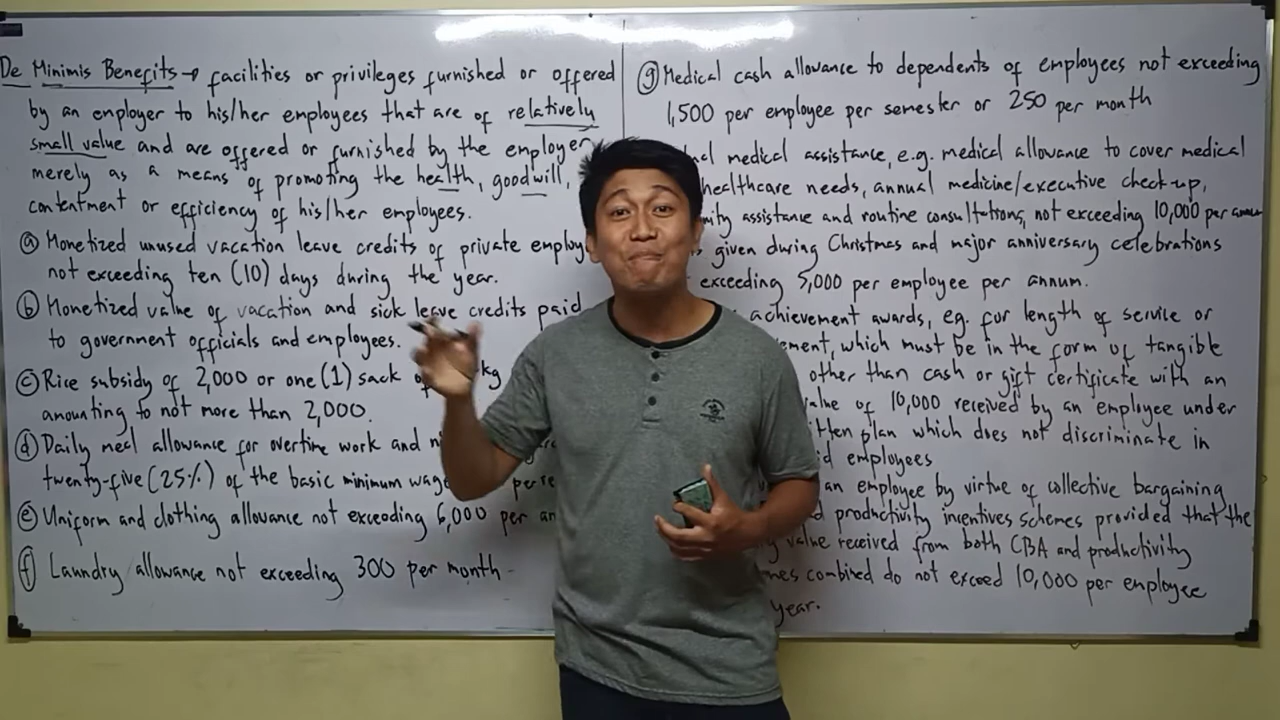 De Minimis Benefits → facilities or privileges furnished or offered
by an employer to his/her employees that are of relatively
small value and are offered or furnished by the employer
merely as a means of promoting the health, goodwill,
contentment or efficiency of his/her employees.
(a) Monetized unused vacation leave credits of private
not exceeding ten (10) days during the year.
(b) Monetized value of vacation and sick leave credits paid
to government officials and employees.
(c) Rice subsidy of 2,000 or one (1) sack kg
amounting to not more than 2,000.
(d) Daily meal allowance for overtime work and
twenty-five (25%) of the basic minimum
(e) Uniform and clothing allowance not exceeding 6,000 per
(f) Laundry allowance not exceeding 300 per month
(g) Medical cash allowance to dependents of employees not exceeding
1,500 per employee per semester or 250 per month
medical assistance, e.g. medical allowance to cover medical
healthcare needs, annual medicine/executive check-up,
assistance and routine consultations, not exceeding 10,000 per annum
given during Christmas and major anniversary celebrations
exceeding 5,000 per employee per annum.
achievement awards, eg. for length of service or
which must be in the form of tangible
other than cash or gift certificate with an
of 10,000 received by an employee under
plan which does not discriminate in
employees
an employee by virtue of collective bargaining
productivity incentives schemes provided that the
value received from both CBA and productivity
combined do not exceed 10,000 per employee
year.